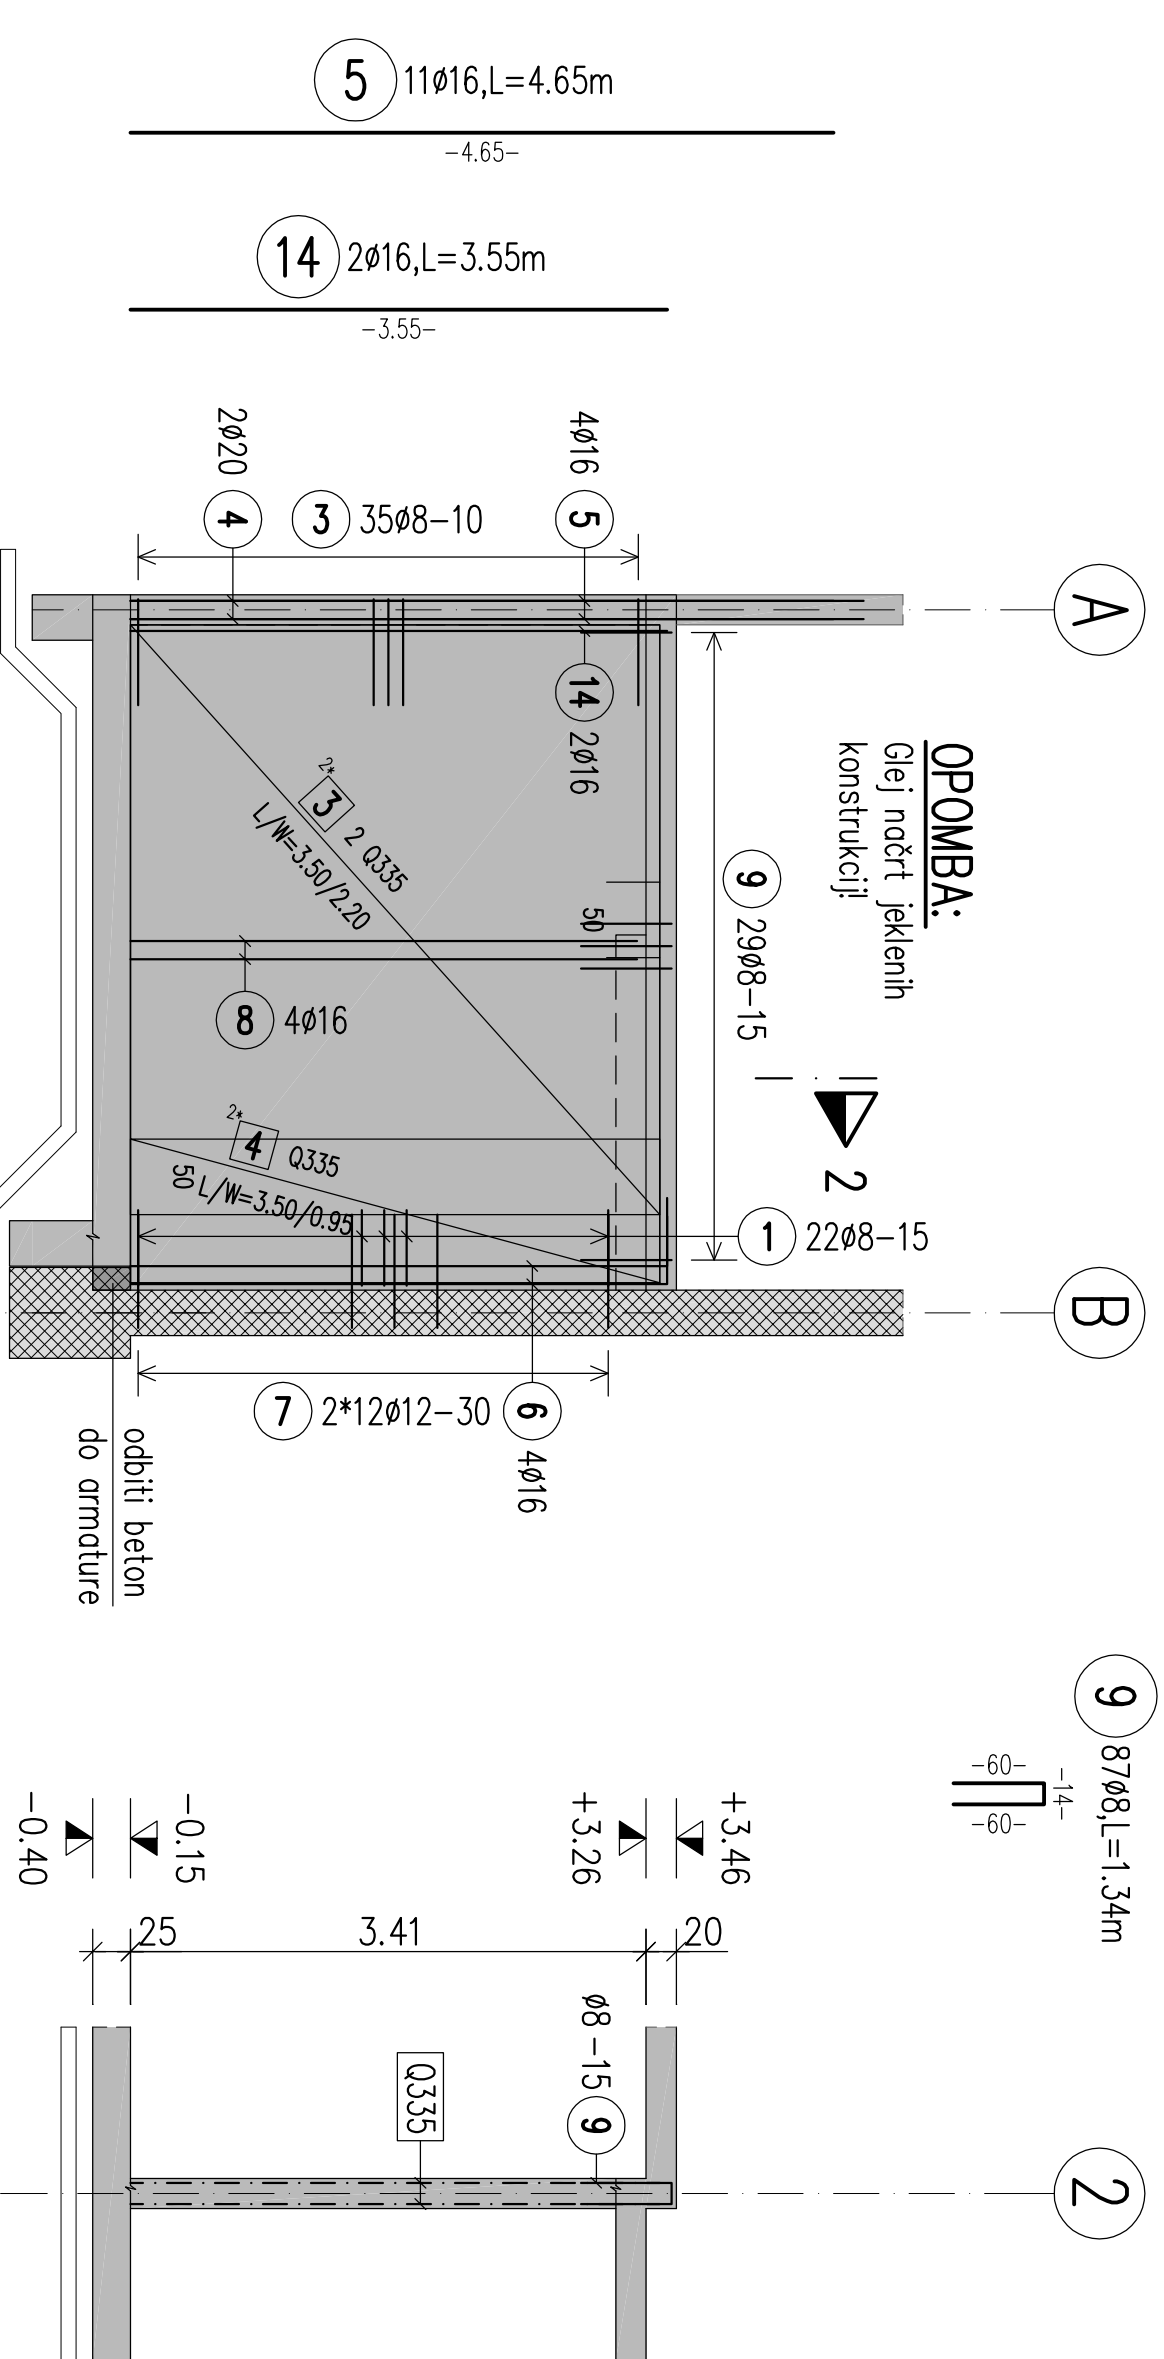 5 11ø16,L=4.65m
-4.65-
14 2ø16,L=3.55m
-3.55-
2ø20
4
3 35ø8-10
4ø16
5
A
14
2ø16
OPOMBA:
Glej načrt jeklenih
konstrukcij!
9
29ø8-15
2*
3
2 Q335
L/W=3.50/2.20
50
8 4ø16
2*
4
Q335
50
L/W=3.50/0.95
2
1 22ø8-15
B
7 2*12ø12-30
6
4ø16
odbiti beton
do armature
9
87ø8,L=1.34m
-60-
-14-
-60-
-0.40
-0.15
+3.26
+3.46
25
3.41
20
ø8 -15
9
Q335
2